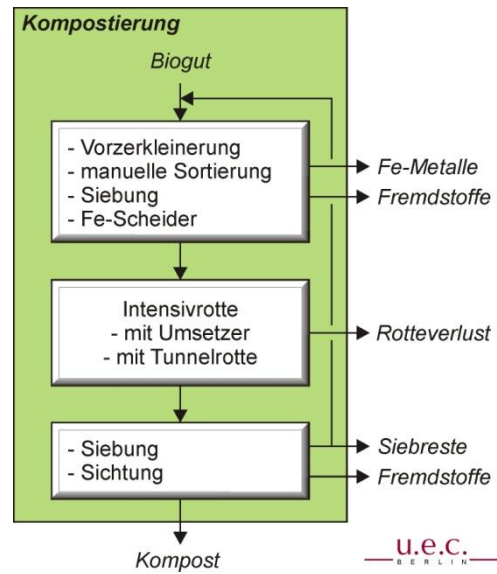 Kompostierung
Biogut
- Vorzerkleinerung
- manuelle Sortierung
- Siebung
- Fe-Scheider
Fe-Metalle
Fremdstoffe
Intensivrotte
- mit Umsetzer
- mit Tunnelrotte
Rotteverlust
- Siebung
- Sichtung
Siebreste
Fremdstoffe
Kompost
u.e.c.
BERLIN